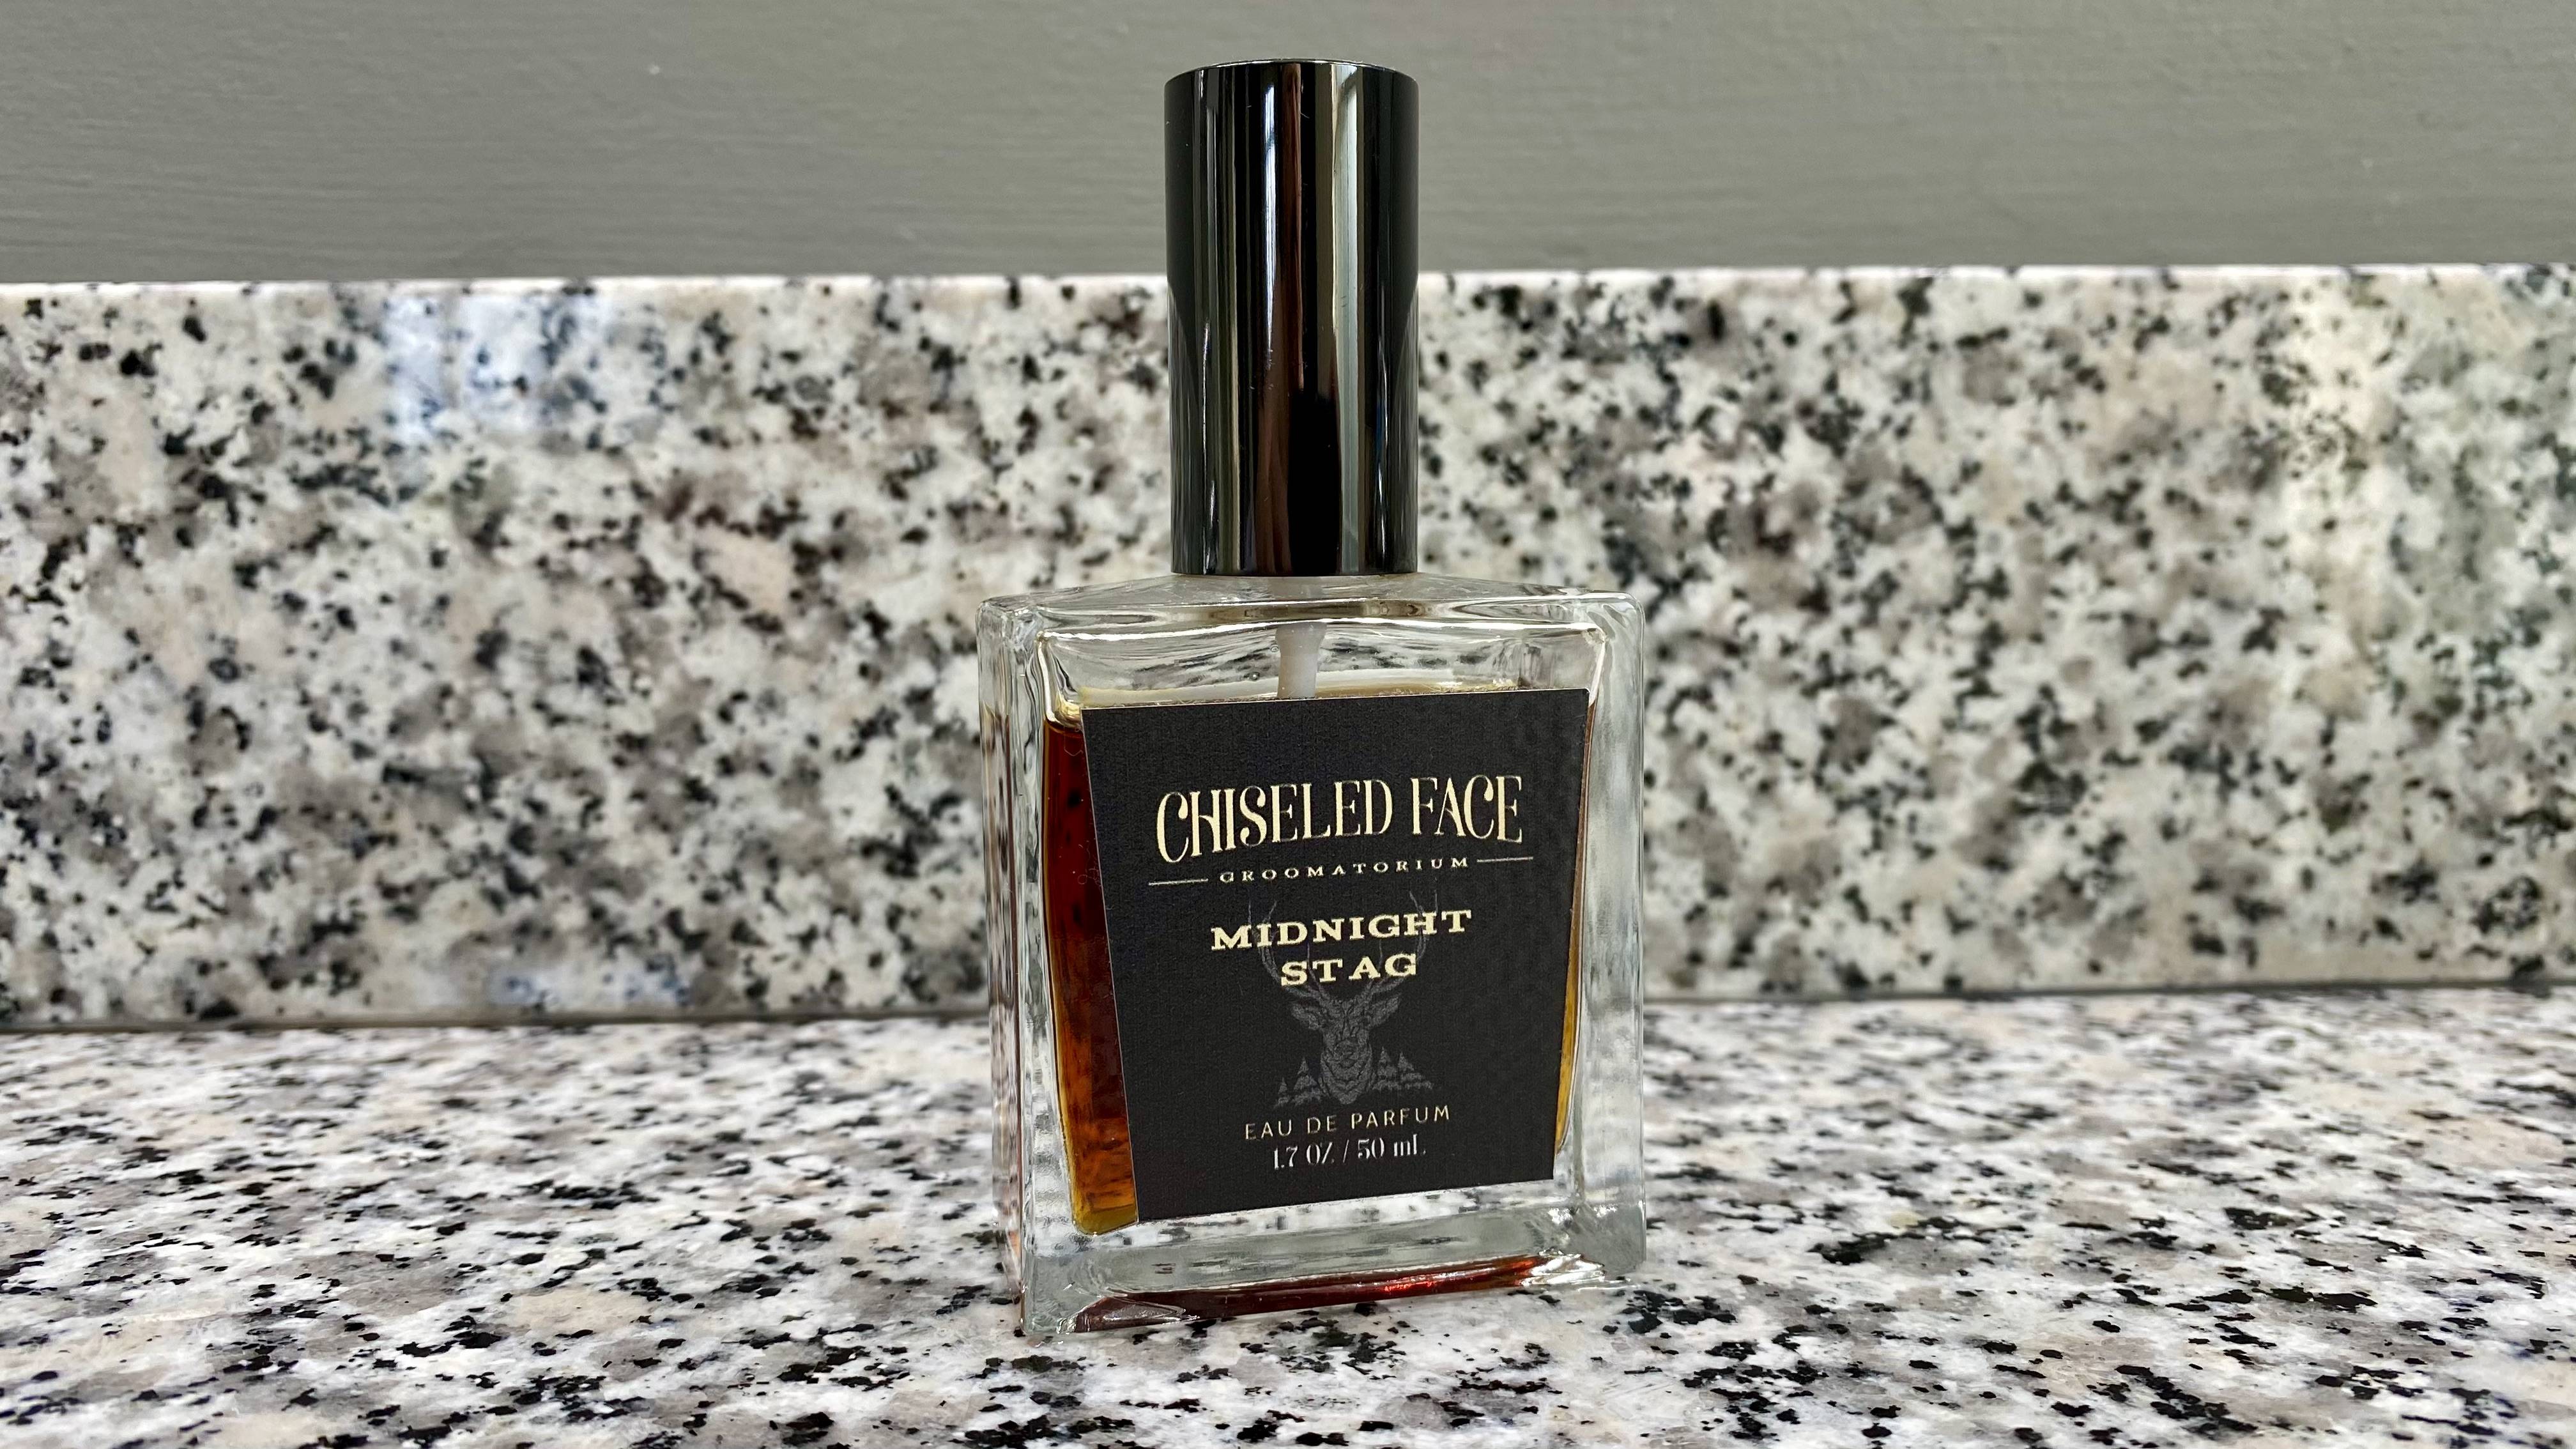 CHISELED FACE
GROOMATORIUM
MIDNIGHT
STAG
EAU DE PARFUM
1.7 OZ / 50 mL